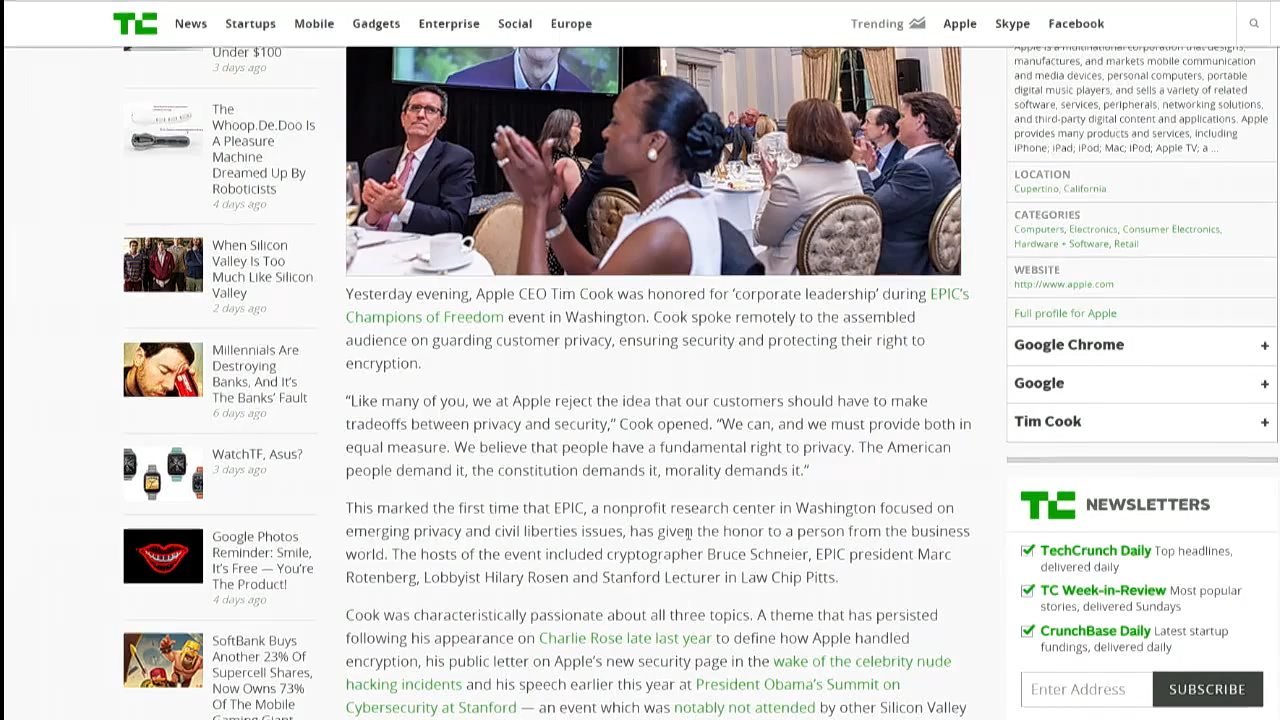 TC News Startups Mobile Gadgets Enterprise Social Europe Trending Apple Skype Facebook
Under $100
3 days ago
The
Whoop.De.Doo Is
A Pleasure
Machine
Dreamed Up By
Roboticists
4 days ago
When Silicon
Valley Is Too
Much Like Silicon
Valley
2 days ago
Millennials Are
Destroying
Banks, And It's
The Banks' Fault
6 days ago
WatchTF, Asus?
3 days ago
Google Photos
Reminder: Smile,
It's Free — You're
The Product!
4 days ago
SoftBank Buys
Another 23% Of
Supercell Shares,
Now Owns 73%
Of The Mobile
Gaming Giant
Yesterday evening, Apple CEO Tim Cook was honored for ‘corporate leadership’ during EPIC’s
Champions of Freedom event in Washington. Cook spoke remotely to the assembled
audience on guarding customer privacy, ensuring security and protecting their right to
encryption.
“Like many of you, we at Apple reject the idea that our customers should have to make
tradeoffs between privacy and security,” Cook opened. “We can, and we must provide both in
equal measure. We believe that people have a fundamental right to privacy. The American
people demand it, the constitution demands it, morality demands it.”
This marked the first time that EPIC, a nonprofit research center in Washington focused on
emerging privacy and civil liberties issues, has given the honor to a person from the business
world. The hosts of the event included cryptographer Bruce Schneier, EPIC president Marc
Rotenberg, Lobbyist Hilary Rosen and Stanford Lecturer in Law Chip Pitts.
Cook was characteristically passionate about all three topics. A theme that has persisted
following his appearance on Charlie Rose late last year to define how Apple handled
encryption, his public letter on Apple’s new security page in the wake of the celebrity nude
hacking incidents and his speech earlier this year at President Obama’s Summit on
Cybersecurity at Stanford — an event which was notably not attended by other Silicon Valley
Apple is a multinational corporation that designs,
manufactures, and markets mobile communication
and media devices, personal computers, portable
digital music players, and sells a variety of related
software, services, peripherals, networking solutions,
and third-party digital content and applications. Apple
provides many products and services, including
iPhone; iPad; iPod; Mac; iPod; Apple TV; a ...
LOCATION
Cupertino, California
CATEGORIES
Computers, Electronics, Consumer Electronics,
Hardware + Software, Retail
WEBSITE
http://www.apple.com
Full profile for Apple
Google Chrome +
Google +
Tim Cook +
TC NEWSLETTERS
TechCrunch Daily Top headlines,
delivered daily
TC Week-in-Review Most popular
stories, delivered Sundays
CrunchBase Daily Latest startup
fundings, delivered daily
Enter Address SUBSCRIBE